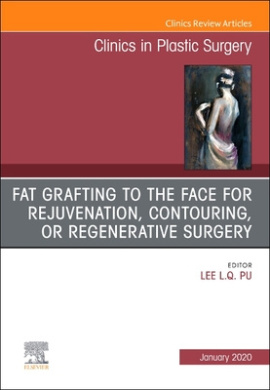 Clinics Review Articles
Clinics in Plastic Surgery
FAT GRAFTING TO THE FACE FOR
REJUVENATION, CONTOURING,
OR REGENERATIVE SURGERY
EDITOR
LEE L.Q. PU
ELSEVIER
January 2020